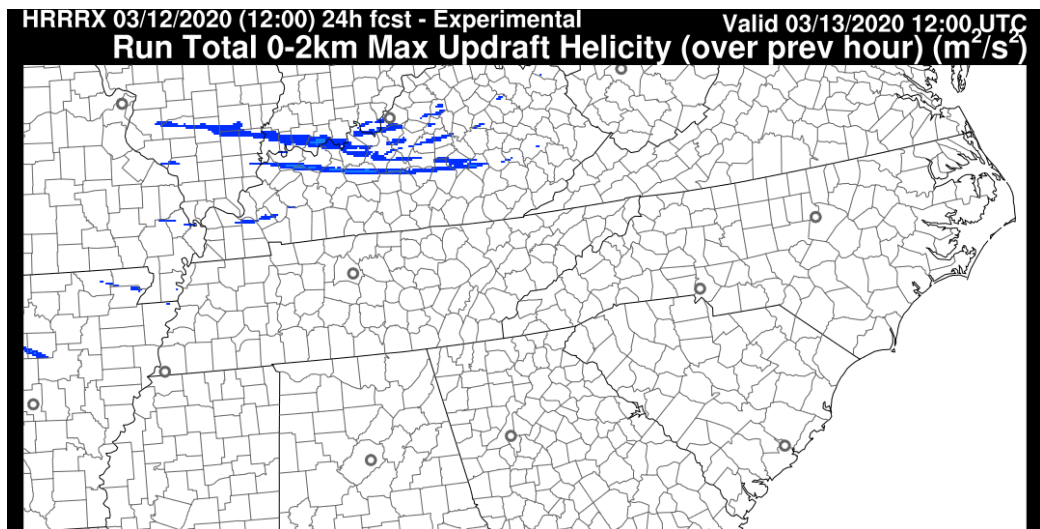 HRRRX 03/12/2020 (12:00) 24h fcst - Experimental
Valid 03/13/2020 12:00 UTC
Run Total 0-2km Max Updraft Helicity (over prev hour) (m²/s²)